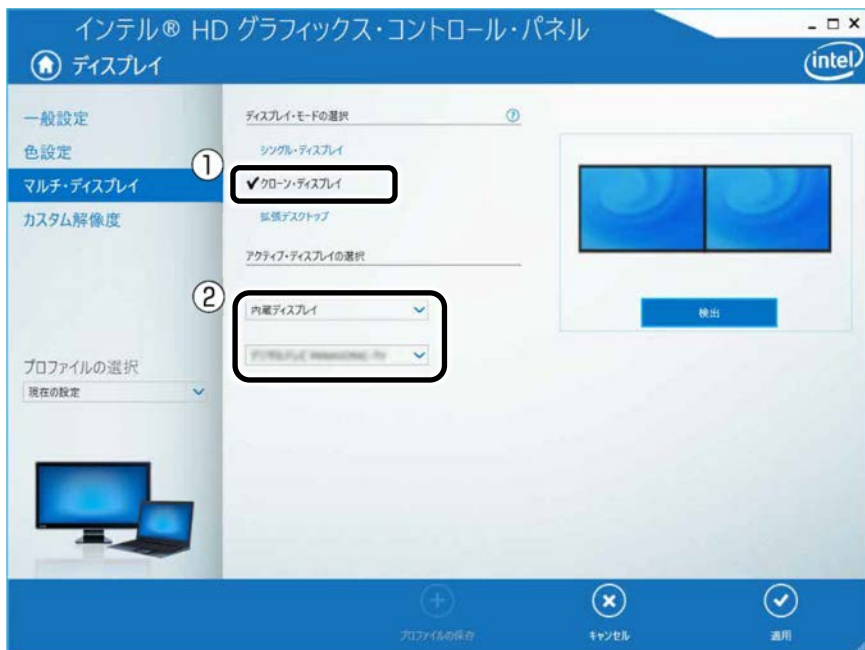 インテル® HD グラフィックス・コントロール・パネル
ディスプレイ
intel
一般設定
色設定
マルチ・ディスプレイ
カスタム解像度
プロファイルの選択
現在の設定
ディスプレイ・モードの選択
?
シングル・ディスプレイ
①
✔クローン・ディスプレイ
拡張デスクトップ
アクティブ・ディスプレイの選択
②
内蔵ディスプレイ
検出
プロファイルの保存
キャンセル
適用